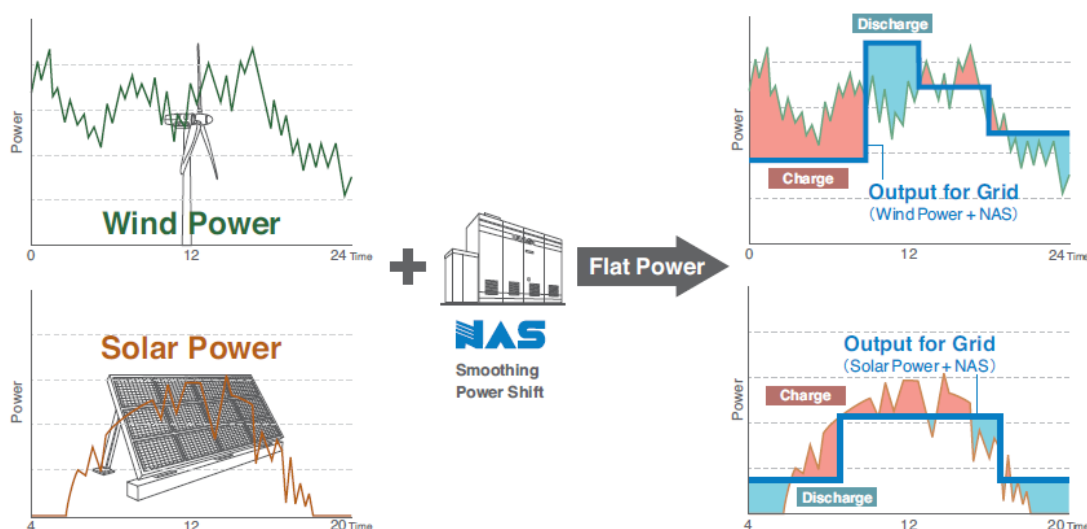 Power
Wind Power
0
12
24 Time
Power
Solar Power
4
12
20 Time
NAS
Smoothing
Power Shift
Flat Power
Power
Discharge
Charge
Output for Grid
(Wind Power + NAS)
0
12
24 Time
Power
Output for Grid
(Solar Power + NAS)
Charge
Discharge
4
12
20 Time